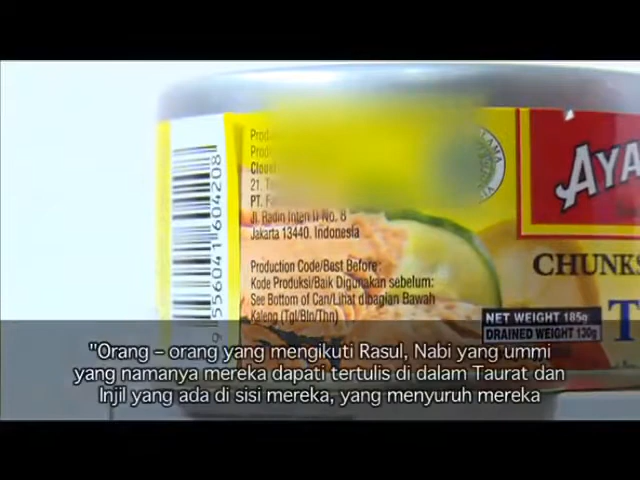 Produ
Produ
21. T
PT. F
Jl. Radin Inten II No. 8
Jakarta 13440. Indonesia
Production Code/Best Before:
Kode Produksi/Baik Digunakan sebelum:
See Bottom of Can/Lihat dibagian Bawah
Kaleng (Tgl/Bln/Thn)
9 556041 604208
LAMA
AYA
CHUNKS
T
NET WEIGHT 185g
DRAINED WEIGHT 130g
"Orang – orang yang mengikuti Rasul, Nabi yang ummi
yang namanya mereka dapati tertulis di dalam Taurat dan
Injil yang ada di sisi mereka, yang menyuruh mereka